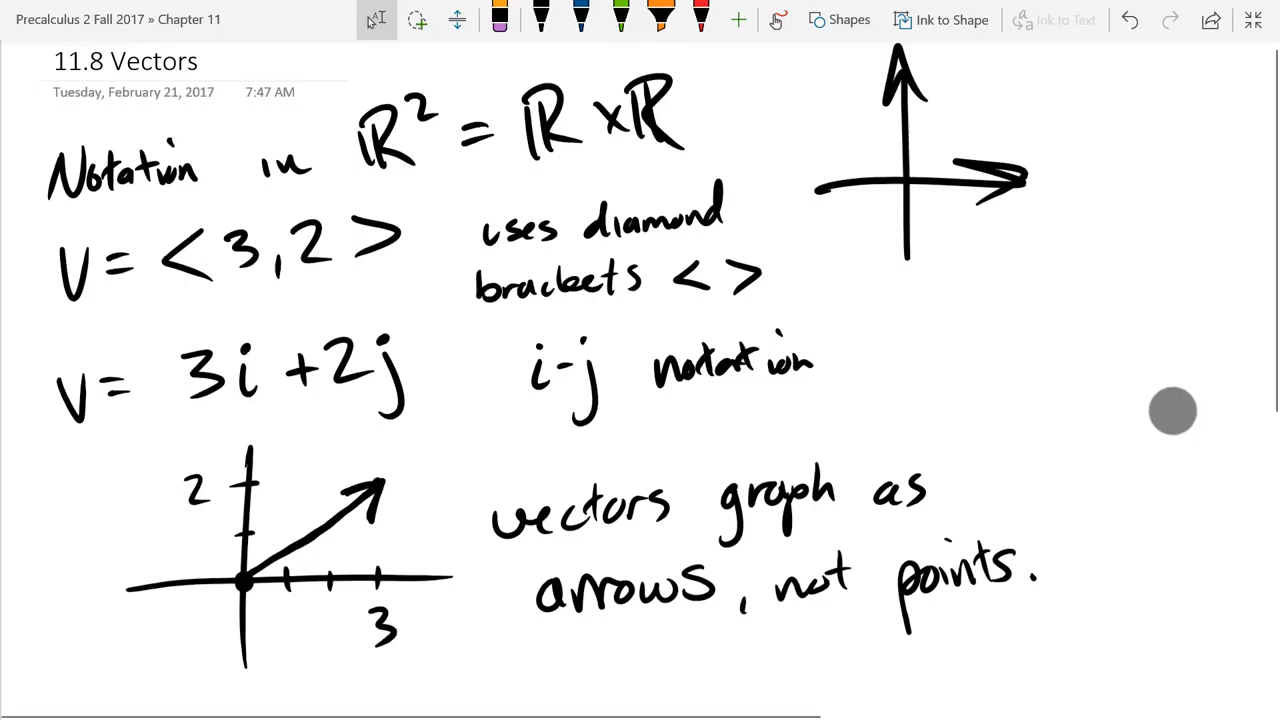 Precalculus 2 Fall 2017 » Chapter 11
Shapes
Ink to Shape
Ink to Text
11.8 Vectors
Tuesday, February 21, 2017 7:47 AM
Notation in ℝ² = ℝ × ℝ
V = < 3, 2 > uses diamond
brackets < >
V = 3i + 2j i-j notation
2
3
vectors graph as
arrows, not points.